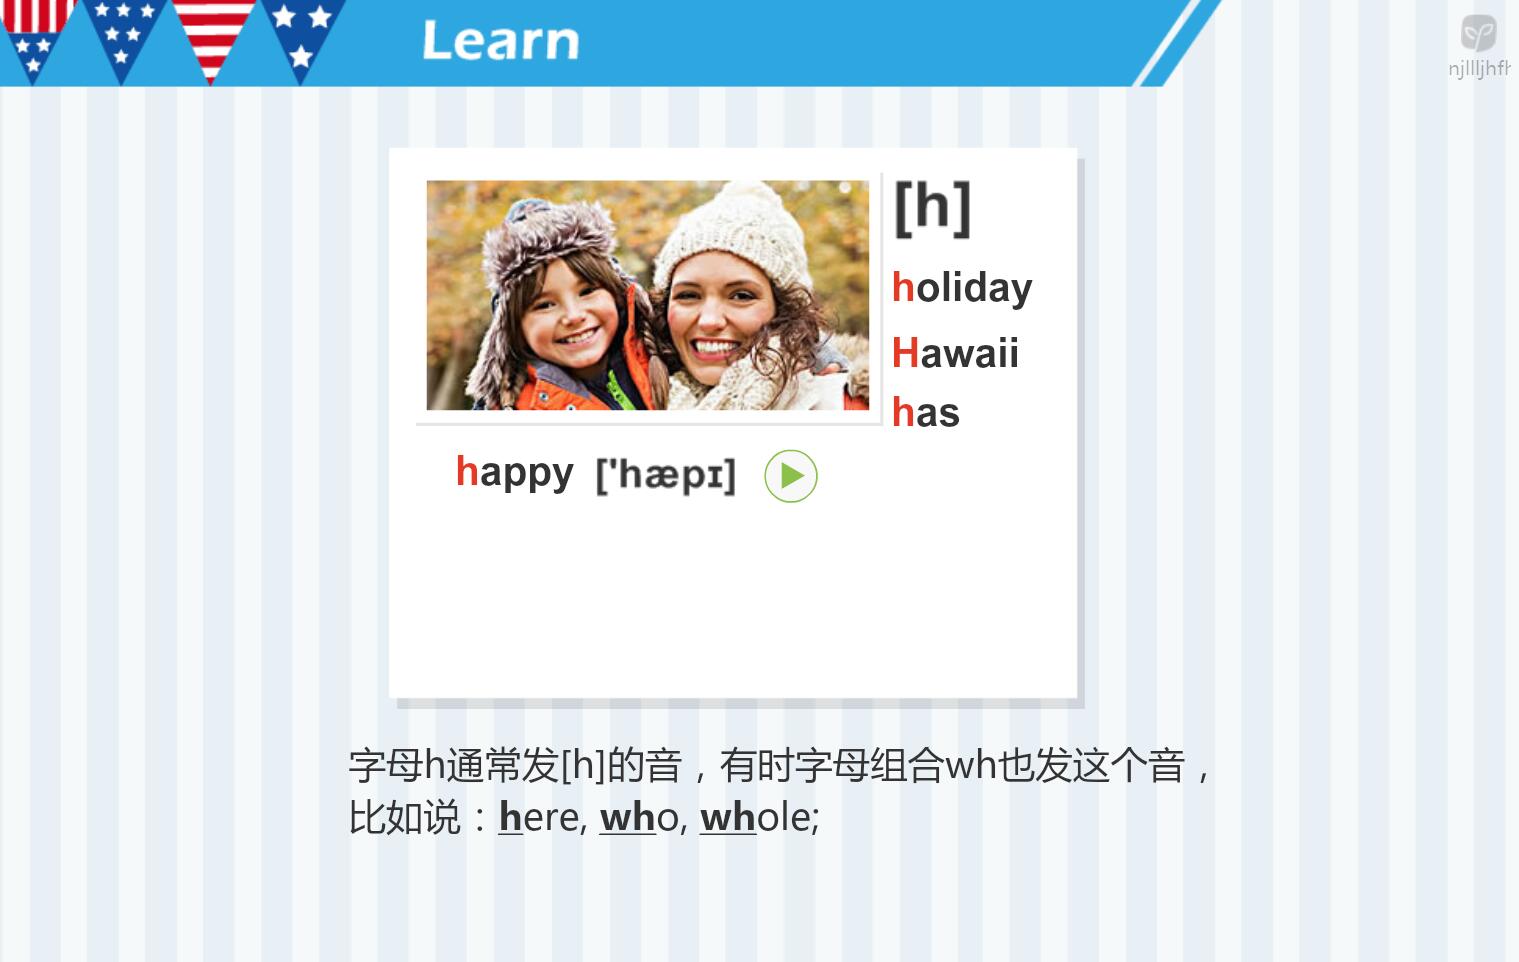 Learn
njllljhfh
[h]
holiday
Hawaii
has
happy ['hæpɪ]
字母h通常发[h]的音，有时字母组合wh也发这个音，
比如说：here, who, whole;